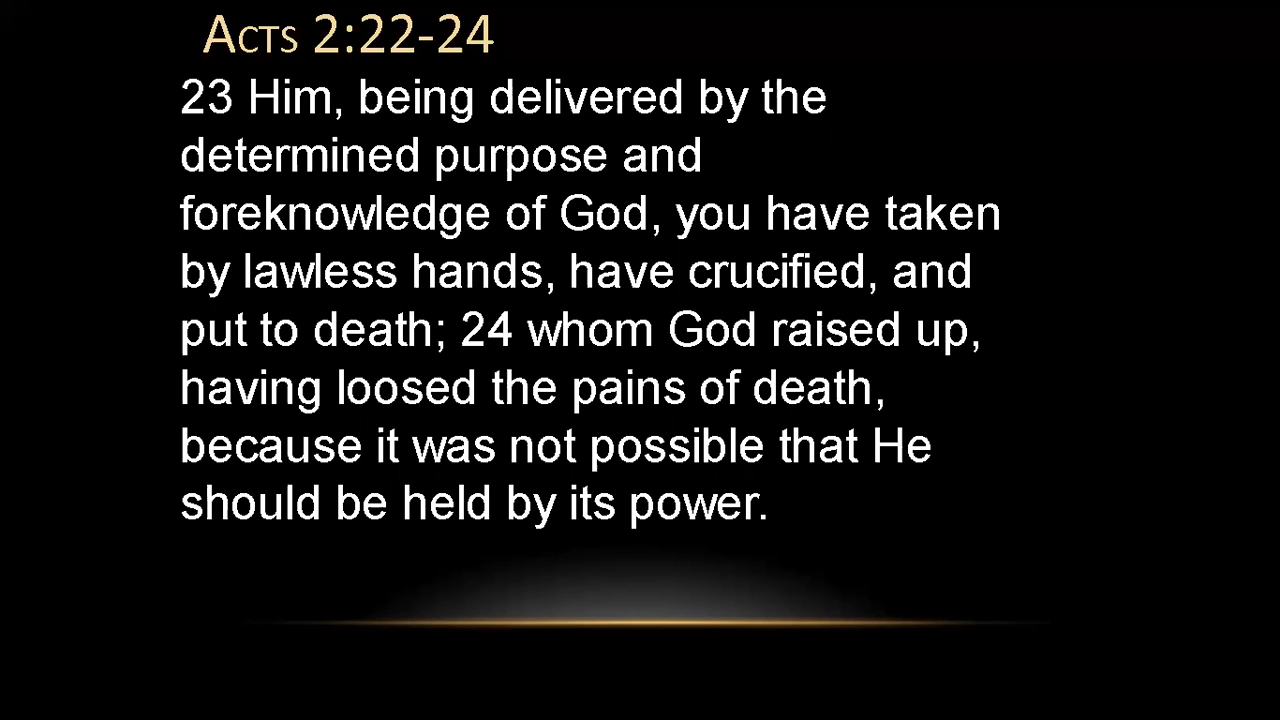 Acts 2:22-24
23 Him, being delivered by the
determined purpose and
foreknowledge of God, you have taken
by lawless hands, have crucified, and
put to death; 24 whom God raised up,
having loosed the pains of death,
because it was not possible that He
should be held by its power.